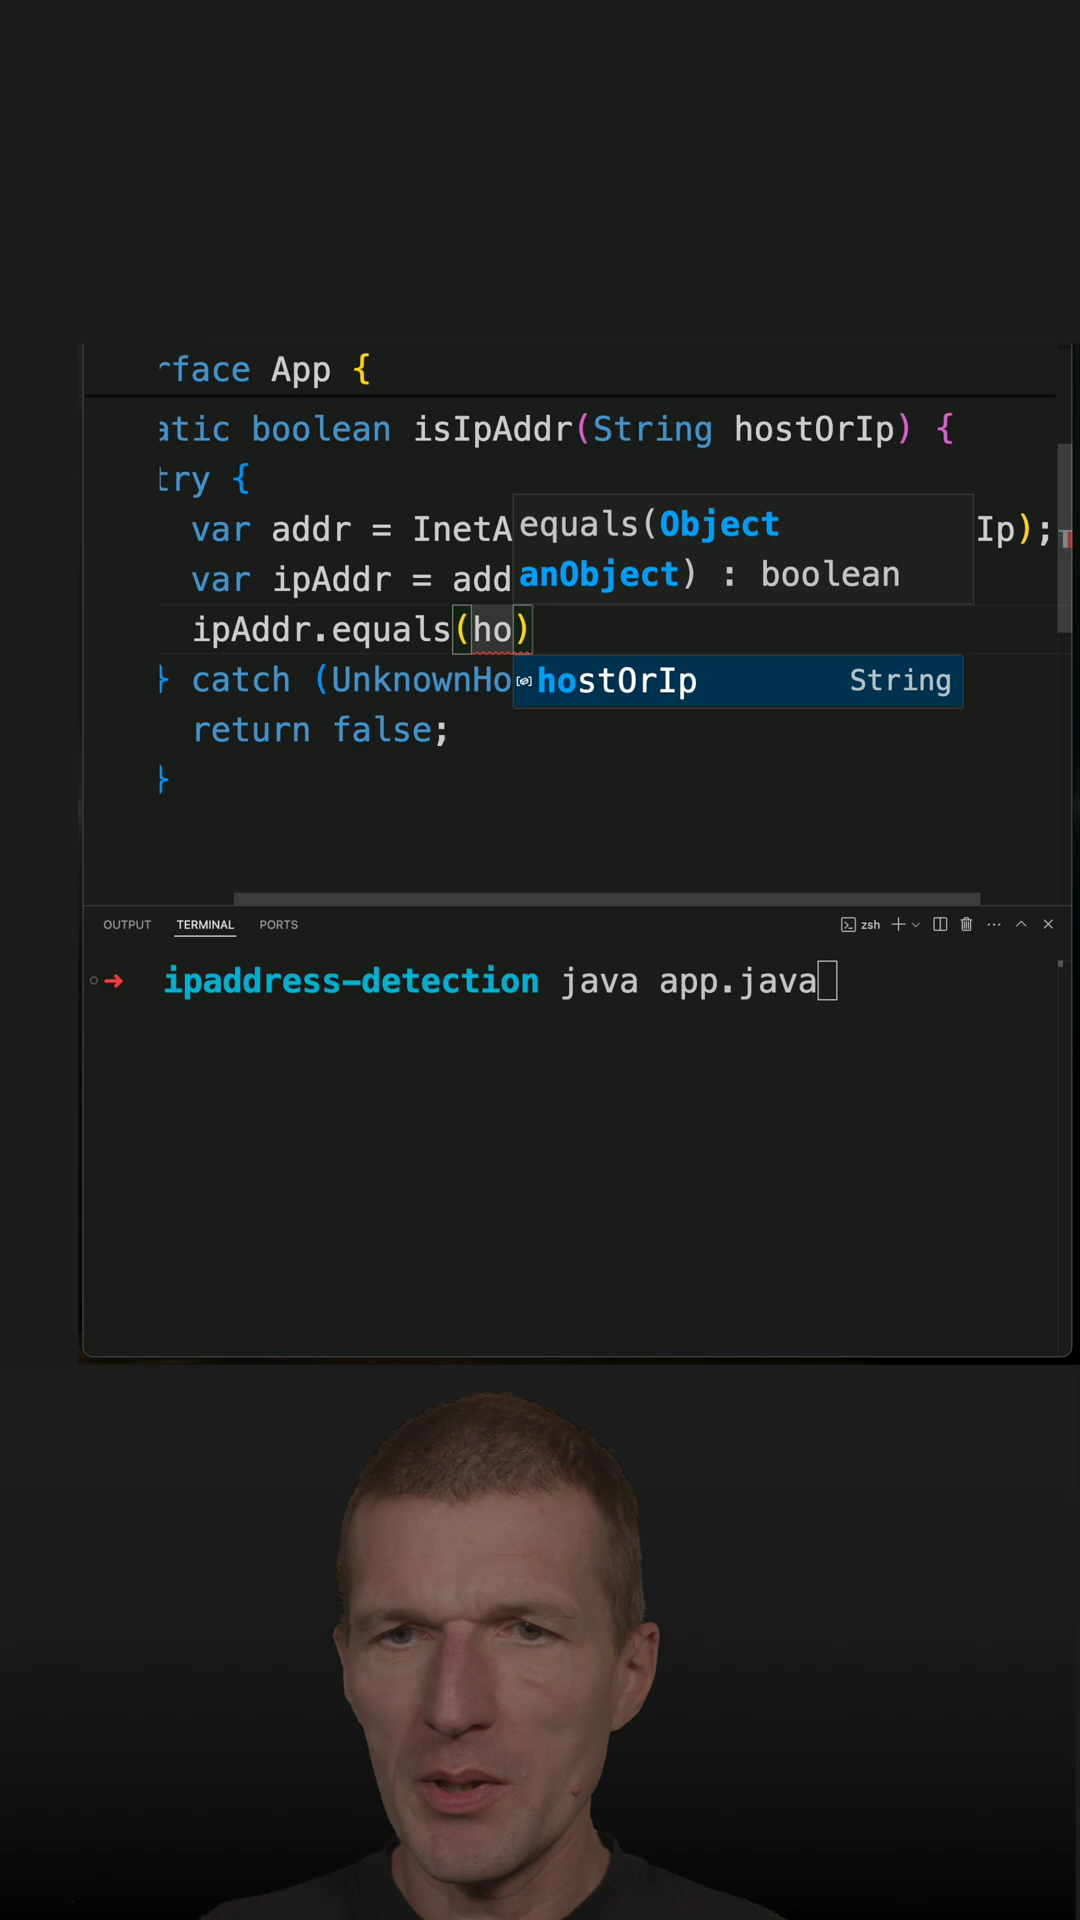 rface App {
atic boolean isIpAddr(String hostOrIp) {
try {
var addr = InetA
Ip);
equals(Object
anObject) : boolean
var ipAddr = add
ipAddr.equals(ho)
} catch (UnknownHo
hostOrIp String
return false;
}
OUTPUT TERMINAL PORTS zsh
ipaddress-detection java app.java